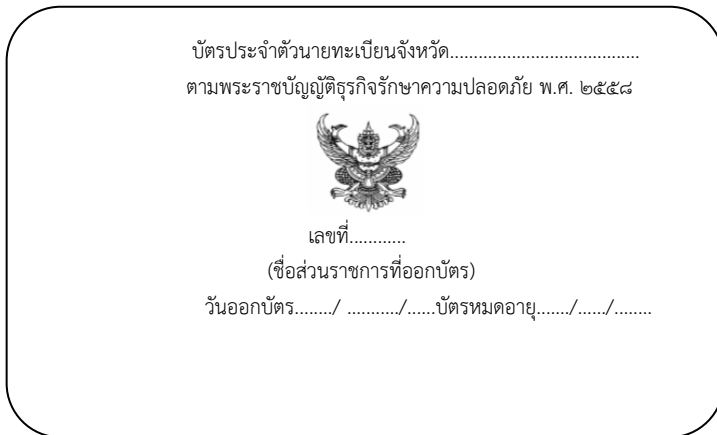 บัตรประจำตัวนายทะเบียนจังหวัด.......................................
ตามพระราชบัญญัติธุรกิจรักษาความปลอดภัย พ.ศ. ๒๕๕๘
เลขที่............
(ชื่อส่วนราชการที่ออกบัตร)
วันออกบัตร......../ .........../......บัตรหมดอายุ......./....../........